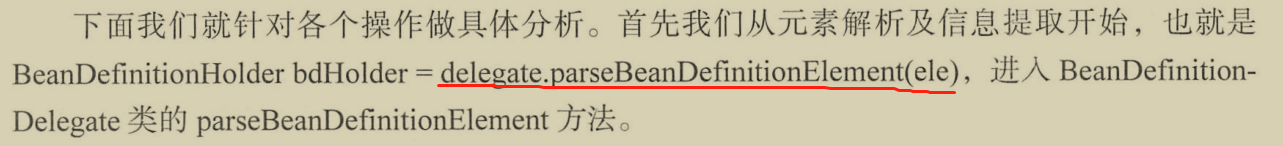 下面我们就针对各个操作做具体分析。首先我们从元素解析及信息提取开始，也就是
BeanDefinitionHolder bdHolder = delegate.parseBeanDefinitionElement(ele)，进入 BeanDefinition-
Delegate 类的 parseBeanDefinitionElement 方法。